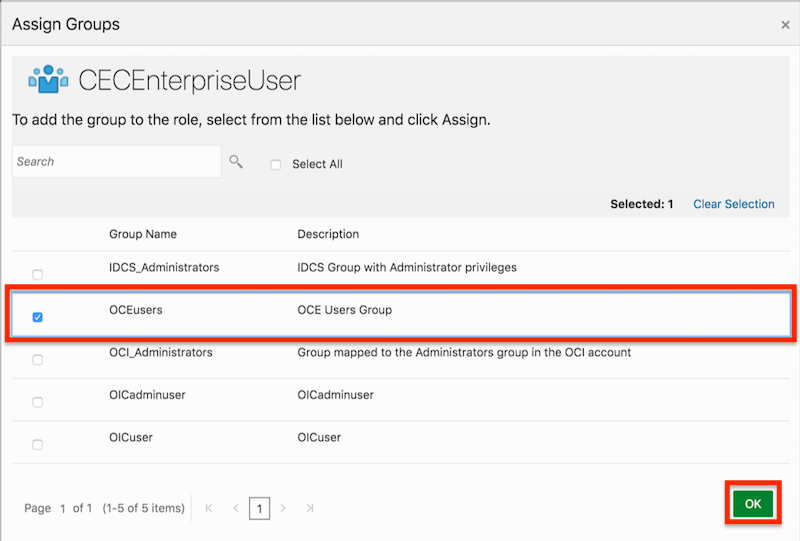 Assign Groups
×
CECEnterpriseUser
To add the group to the role, select from the list below and click Assign.
Search
Select All
Selected: 1 Clear Selection
Group Name Description
IDCS_Administrators IDCS Group with Administrator privileges
OCEusers OCE Users Group
OCI_Administrators Group mapped to the Administrators group in the OCI account
OICadminuser OICadminuser
OICuser OICuser
Page 1 of 1 (1-5 of 5 items) 1
OK